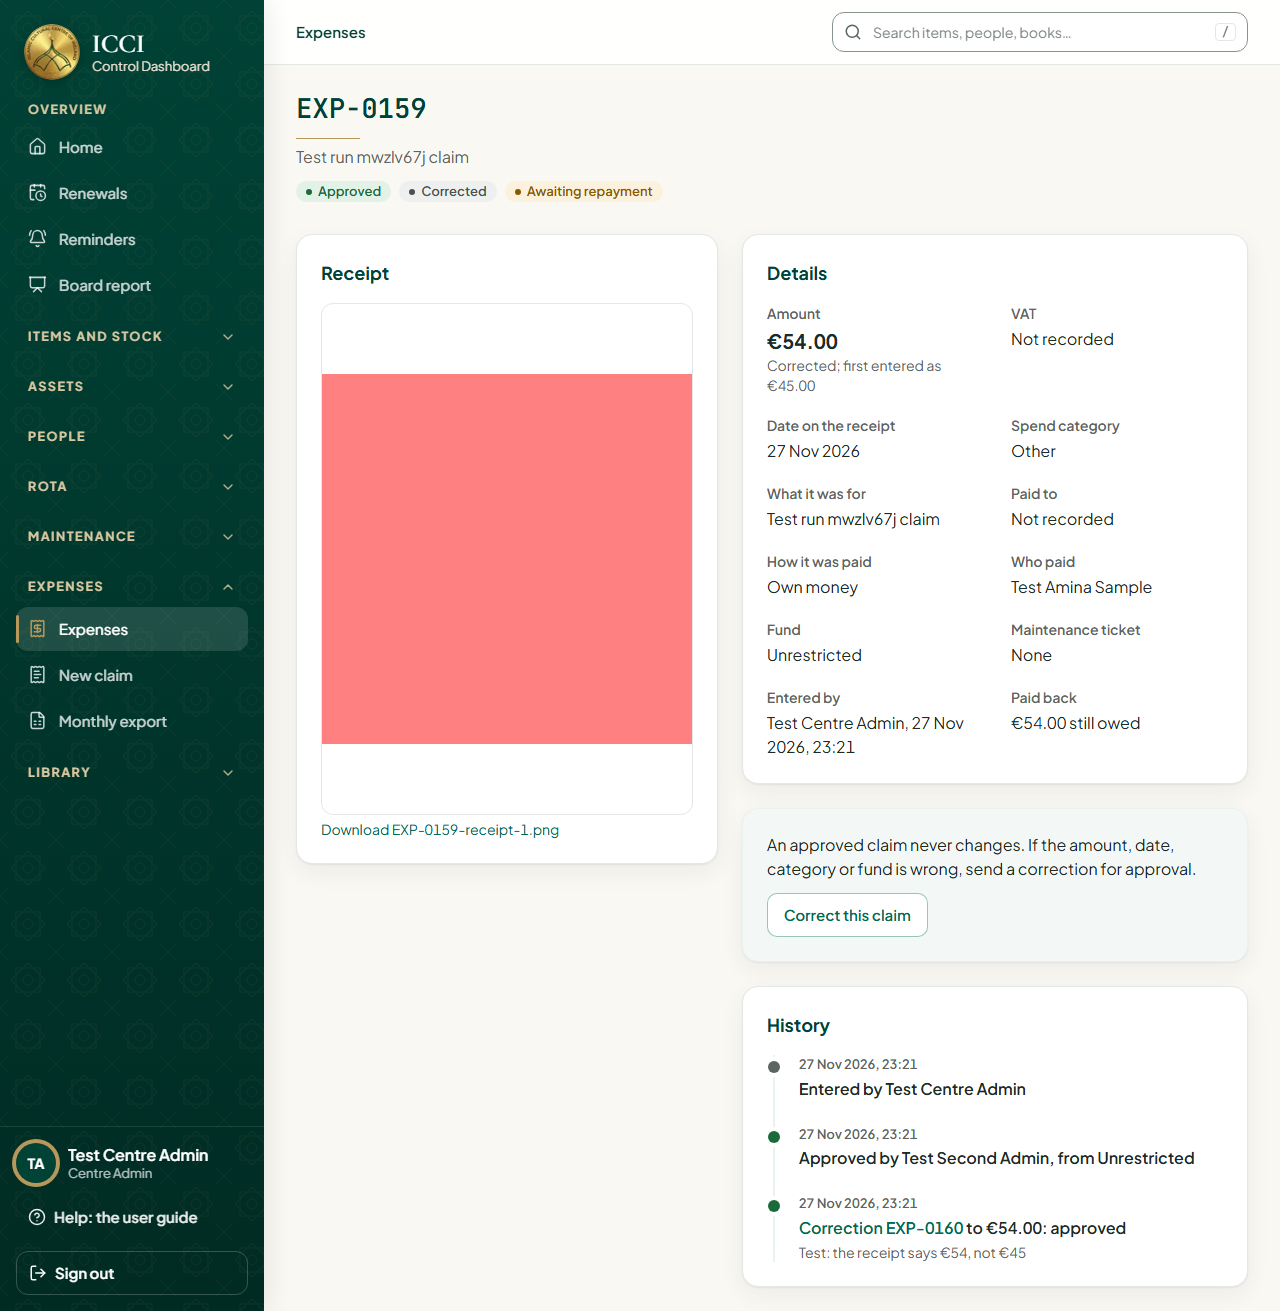 ICCI
Control Dashboard
OVERVIEW
Home
Renewals
Reminders
Board report
ITEMS AND STOCK
ASSETS
PEOPLE
ROTA
MAINTENANCE
EXPENSES
Expenses
New claim
Monthly export
LIBRARY
TA
Test Centre Admin
Centre Admin
Help: the user guide
Sign out
Expenses
Search items, people, books...
/
EXP-0159
Test run mwzlv67j claim
Approved
Corrected
Awaiting repayment
Receipt
Download EXP-0159-receipt-1.png
Details
Amount
€54.00
Corrected; first entered as
€45.00
VAT
Not recorded
Date on the receipt
27 Nov 2026
Spend category
Other
What it was for
Test run mwzlv67j claim
Paid to
Not recorded
How it was paid
Own money
Who paid
Test Amina Sample
Fund
Unrestricted
Maintenance ticket
None
Entered by
Test Centre Admin, 27 Nov
2026, 23:21
Paid back
€54.00 still owed
An approved claim never changes. If the amount, date,
category or fund is wrong, send a correction for approval.
Correct this claim
History
27 Nov 2026, 23:21
Entered by Test Centre Admin
27 Nov 2026, 23:21
Approved by Test Second Admin, from Unrestricted
27 Nov 2026, 23:21
Correction EXP-0160 to €54.00: approved
Test: the receipt says €54, not €45